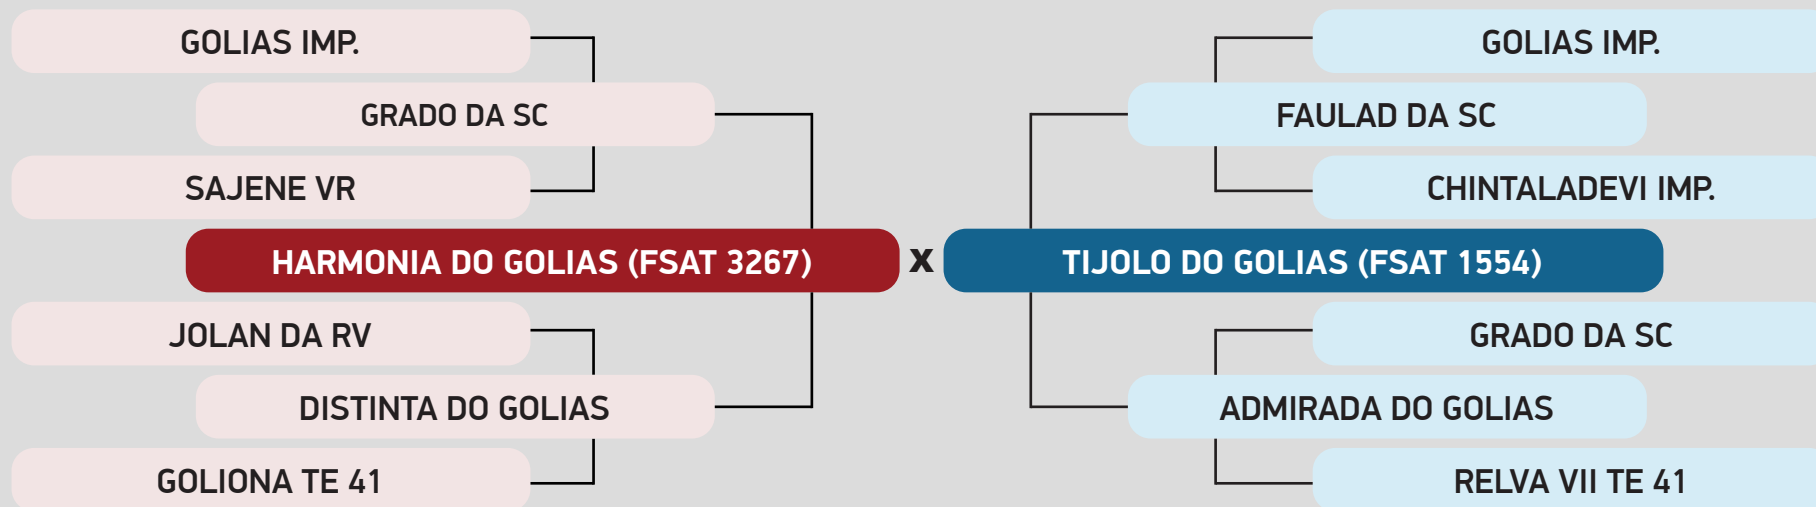 GOLIAS IMP.
GRADO DA SC
SAJENE VR
HARMONIA DO GOLIAS (FSAT 3267)
JOLAN DA RV
DISTINTA DO GOLIAS
GOLIONA TE 41
X
GOLIAS IMP.
FAULAD DA SC
CHINTALADEVI IMP.
TIJOLO DO GOLIAS (FSAT 1554)
GRADO DA SC
ADMIRADA DO GOLIAS
RELVA VII TE 41